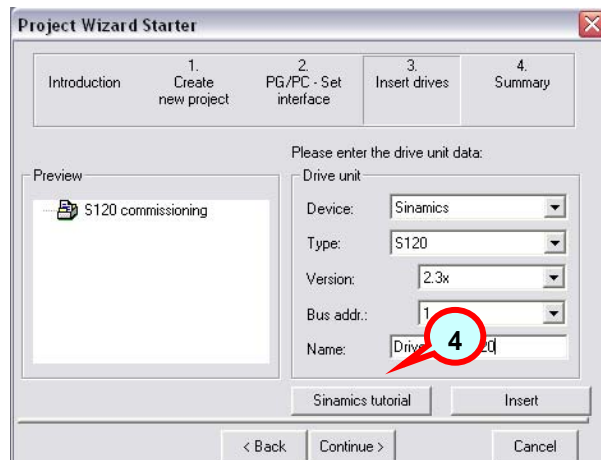 Project Wizard Starter
Introduction
1.
Create
new project
2.
PG/PC - Set
interface
3.
Insert drives
4.
Summary
Please enter the drive unit data:
Preview
S120 commissioning
Drive unit
Device: Sinamics
Type: S120
Version: 2.3x
Bus addr.: 1
Name: 20
4
Sinamics tutorial Insert
< Back Continue > Cancel